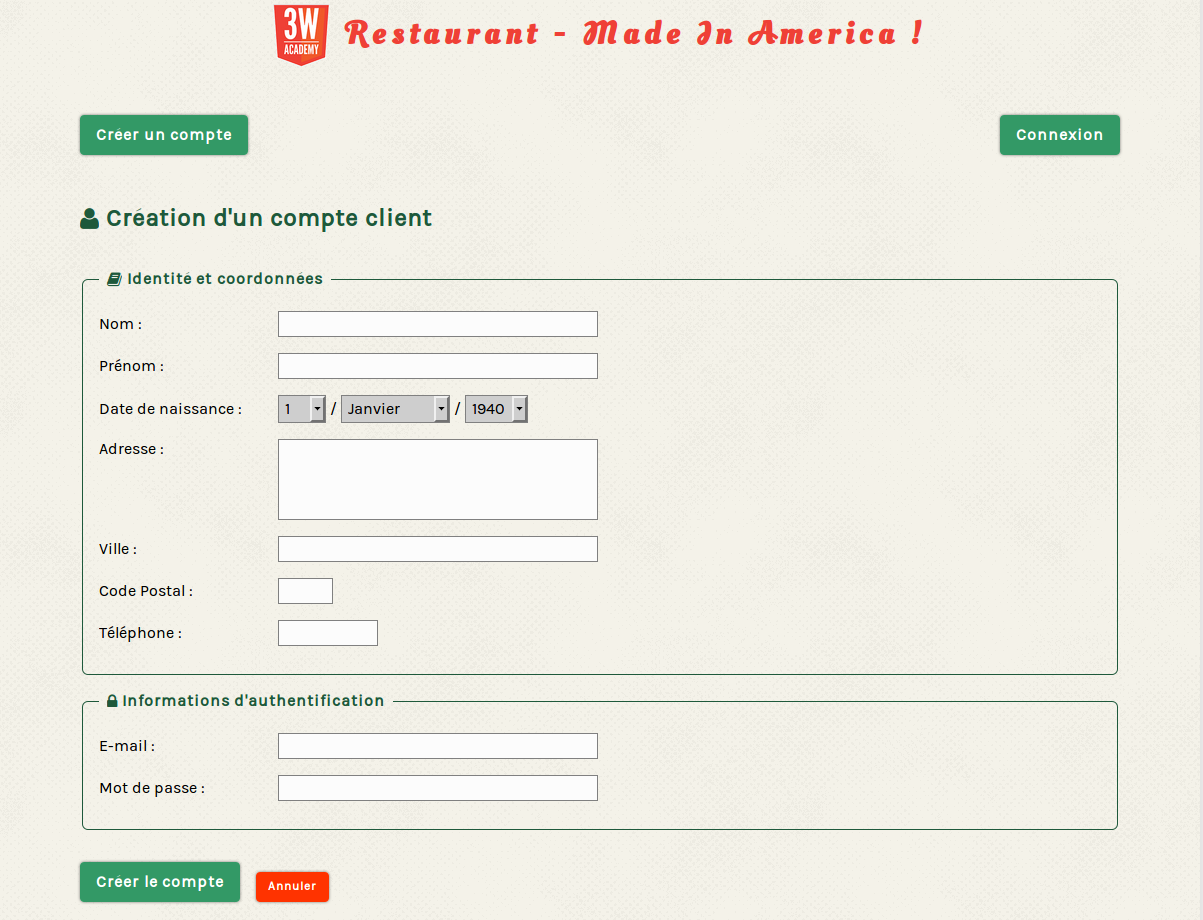 3W
ACADEMY
Restaurant - Made In America !
Créer un compte
Connexion
Création d'un compte client
Identité et coordonnées
Nom :
Prénom :
Date de naissance : 1 / Janvier / 1940
Adresse :
Ville :
Code Postal :
Téléphone :
Informations d'authentification
E-mail :
Mot de passe :
Créer le compte
Annuler